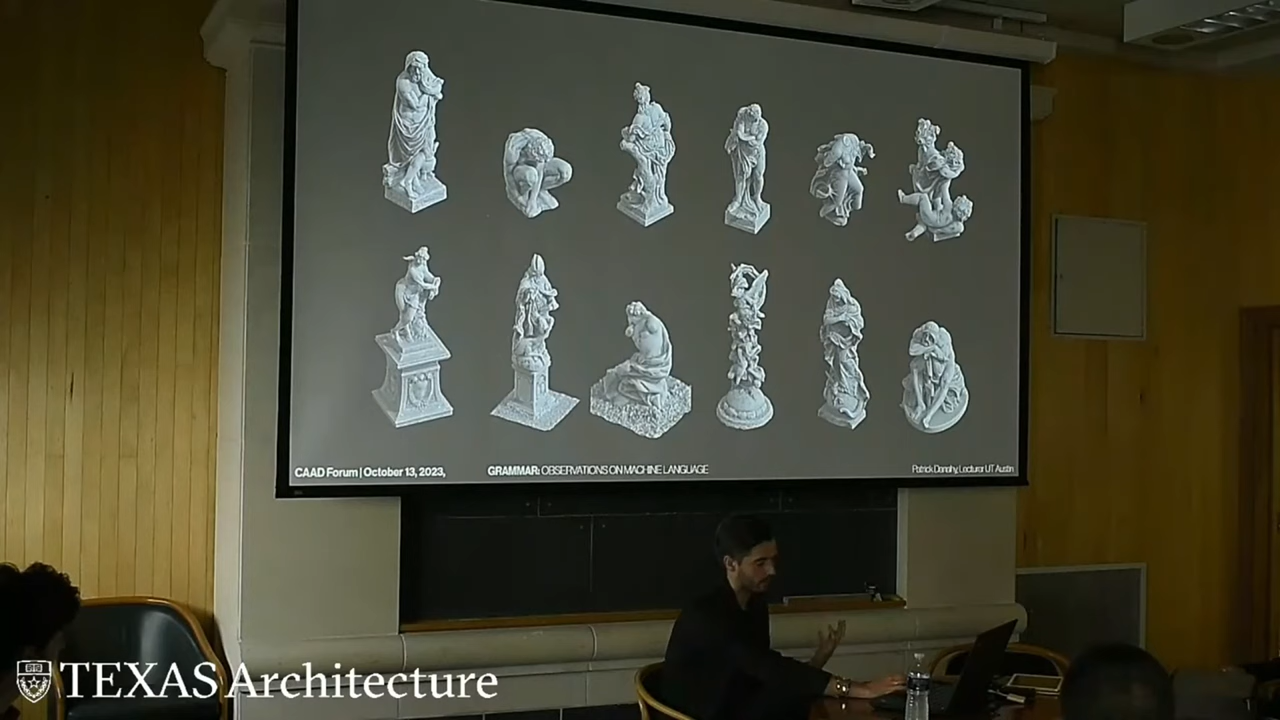 CAAD Forum | October 13, 2023,
GRAMMAR: OBSERVATIONS ON MACHINE LANGUAGE
Patrick Danahy, Lecturer UT Austin
TEXAS Architecture